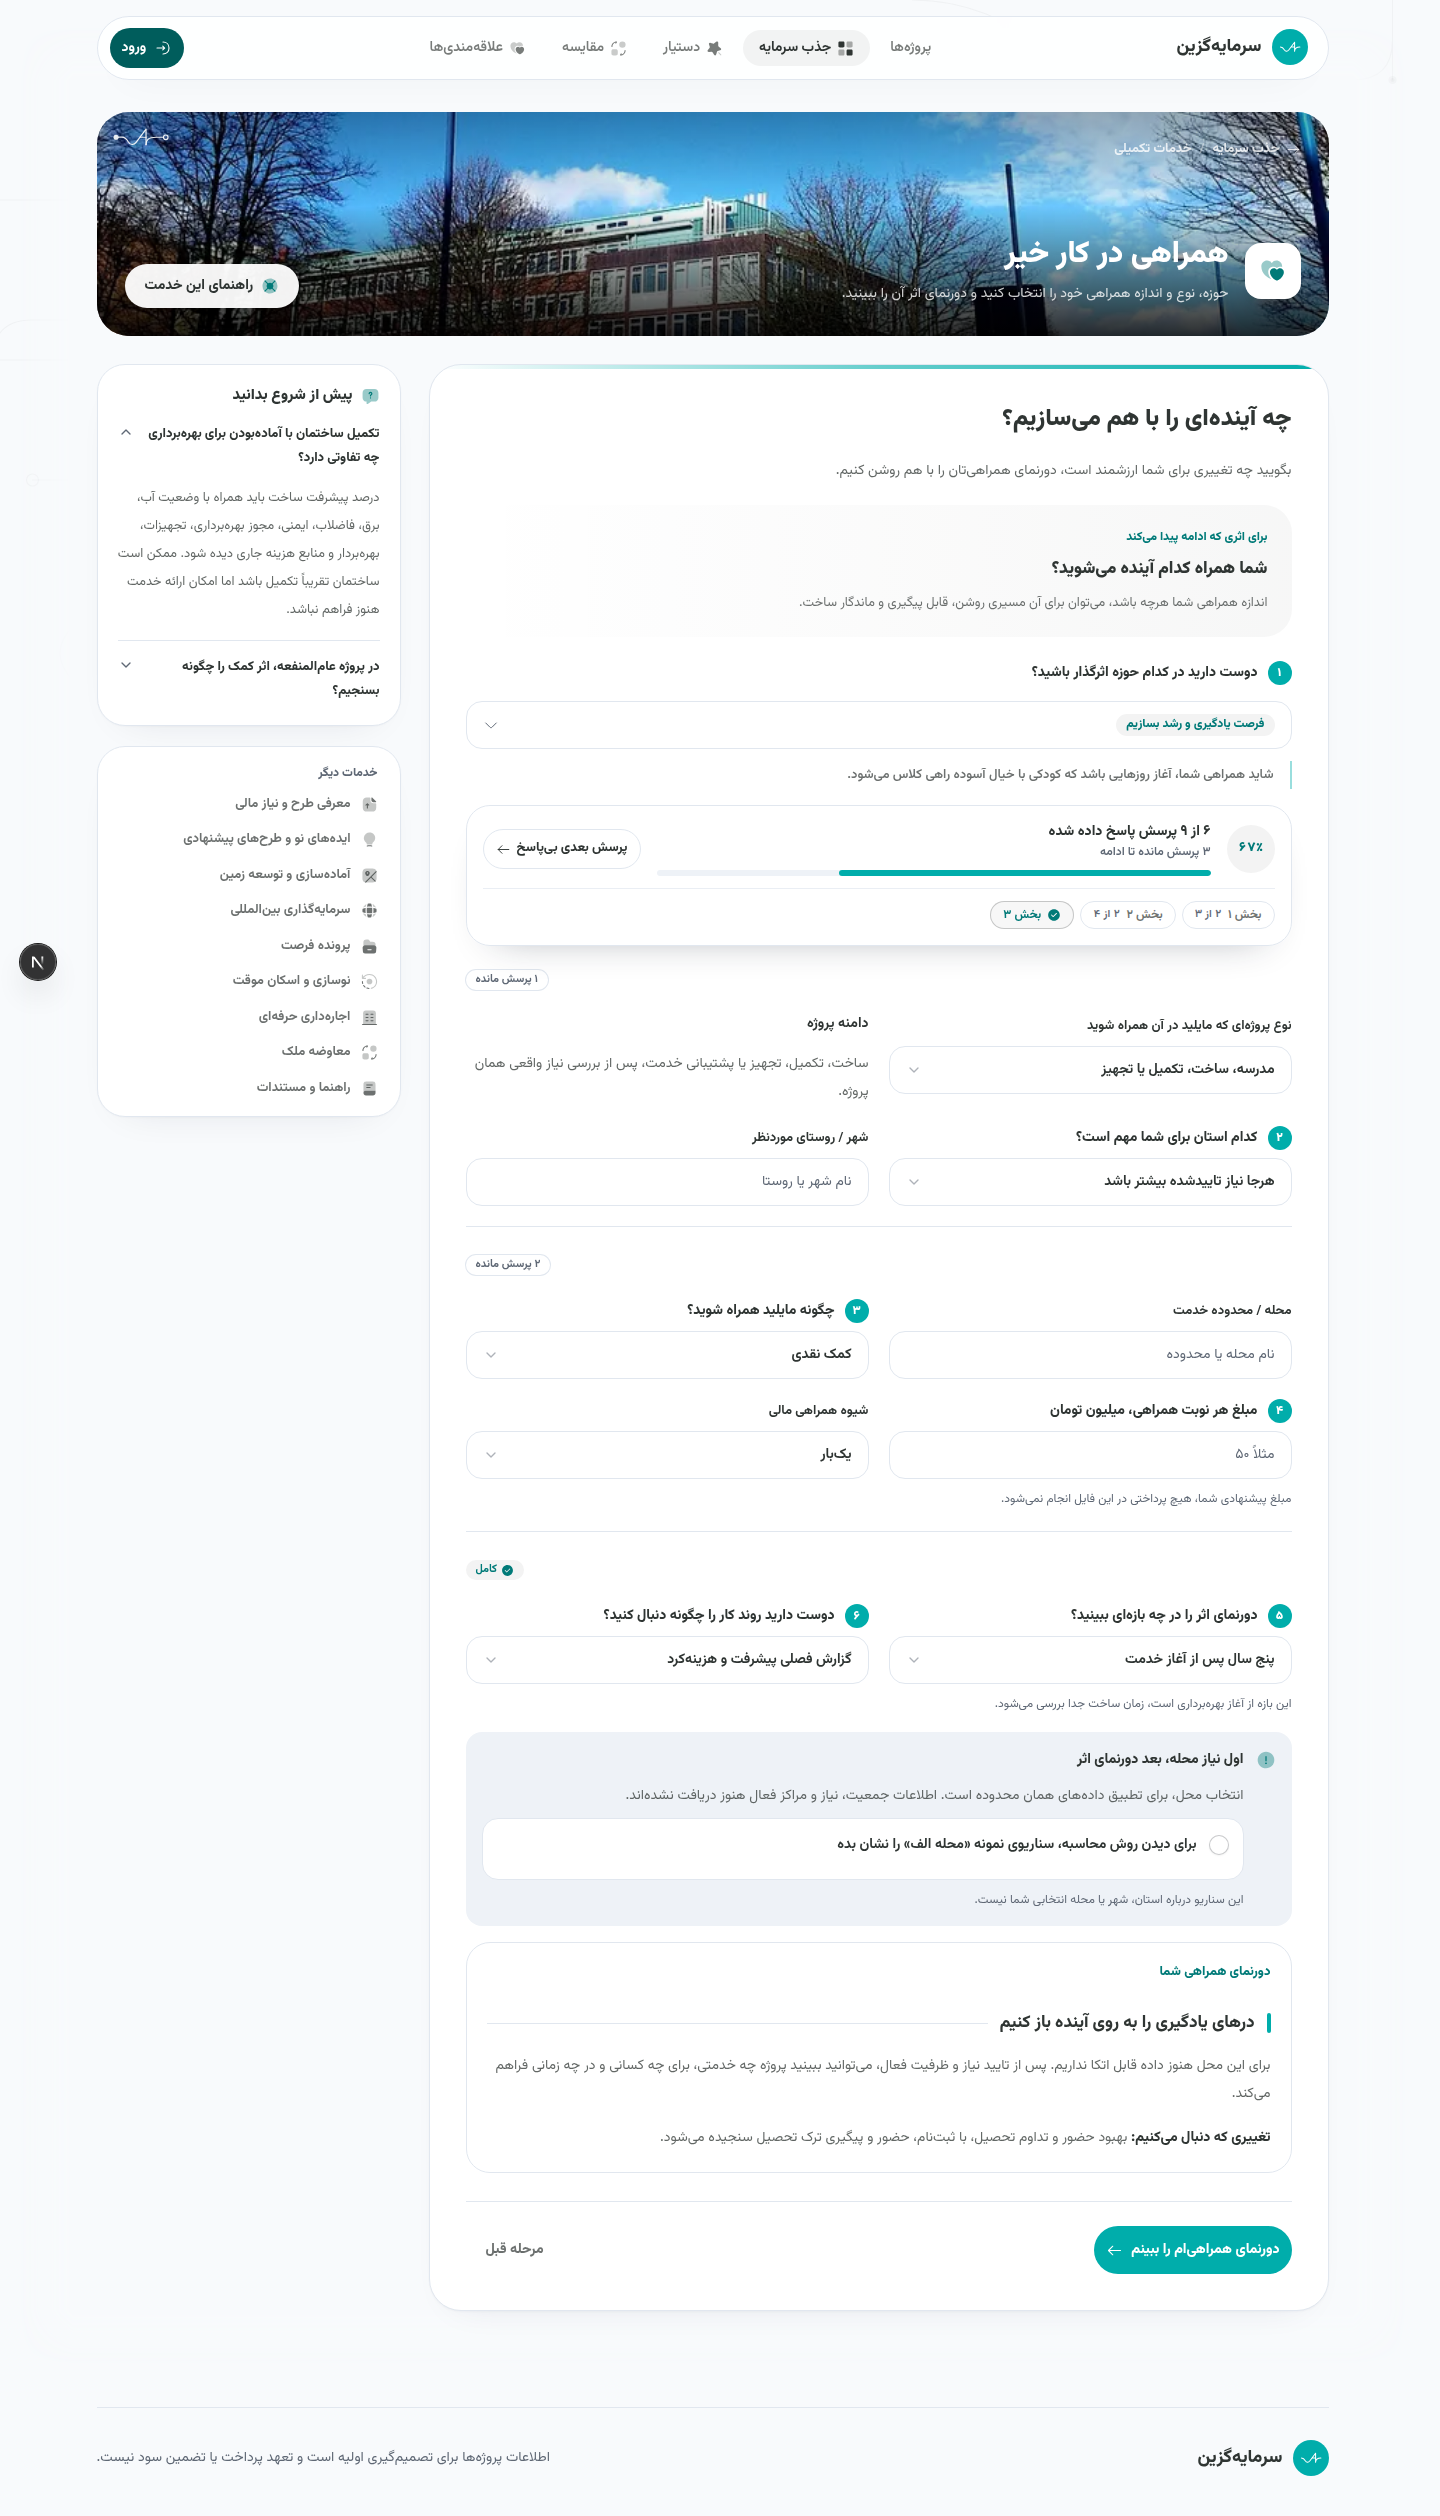 سرمایه‌گزین
پروژه‌ها
جذب سرمایه
دستیار
مقایسه
علاقه‌مندی‌ها
ورود
جذب سرمایه / خدمات تکمیلی
همراهی در کار خیر
حوزه، نوع و اندازه همراهی خود را انتخاب کنید و دورنمای اثر آن را ببینید.
راهنمای این خدمت
چه آینده‌ای را با هم می‌سازیم؟
بگویید چه تغییری برای شما ارزشمند است، دورنمای همراهی‌تان را با هم روشن کنیم.
برای اثری که ادامه پیدا می‌کند
شما همراه کدام آینده می‌شوید؟
اندازه همراهی شما هرچه باشد، می‌توان برای آن مسیری روشن، قابل پیگیری و ماندگار ساخت.
۱ دوست دارید در کدام حوزه اثرگذار باشید؟
فرصت یادگیری و رشد بسازیم
شاید همراهی شما، آغاز روزهایی باشد که کودکی با خیال آسوده راهی کلاس می‌شود.
۶۷٪
۶ از ۹ پرسش پاسخ داده شده
۳ پرسش مانده تا ادامه
پرسش بعدی بی‌پاسخ
بخش ۱ ۲ از ۳
بخش ۲ ۲ از ۴
بخش ۳
۱ پرسش مانده
نوع پروژه‌ای که مایلید در آن همراه شوید
مدرسه، ساخت، تکمیل یا تجهیز
دامنه پروژه
ساخت، تکمیل، تجهیز یا پشتیبانی خدمت، پس از بررسی نیاز واقعی همان
پروژه.
۲ کدام استان برای شما مهم است؟
هرجا نیاز تاییدشده بیشتر باشد
شهر / روستای موردنظر
نام شهر یا روستا
۲ پرسش مانده
محله / محدوده خدمت
نام محله یا محدوده
۳ چگونه مایلید همراه شوید؟
کمک نقدی
۴ مبلغ هر نوبت همراهی، میلیون تومان
مثلاً ۵۰
مبلغ پیشنهادی شما، هیچ پرداختی در این فایل انجام نمی‌شود.
شیوه همراهی مالی
یک‌بار
کامل
۵ دورنمای اثر را در چه بازه‌ای ببینید؟
پنج سال پس از آغاز خدمت
این بازه از آغاز بهره‌برداری است، زمان ساخت جدا بررسی می‌شود.
۶ دوست دارید روند کار را چگونه دنبال کنید؟
گزارش فصلی پیشرفت و هزینه‌کرد
اول نیاز محله، بعد دورنمای اثر
انتخاب محل، برای تطبیق داده‌های همان محدوده است. اطلاعات جمعیت، نیاز و مراکز فعال هنوز دریافت نشده‌اند.
برای دیدن روش محاسبه، سناریوی نمونه «محله الف» را نشان بده
این سناریو درباره استان، شهر یا محله انتخابی شما نیست.
دورنمای همراهی شما
درهای یادگیری را به روی آینده باز کنیم
برای این محل هنوز داده قابل اتکا نداریم. پس از تایید نیاز و ظرفیت فعال، می‌توانید ببینید پروژه چه خدمتی، برای چه کسانی و در چه زمانی فراهم
می‌کند.
تغییری که دنبال می‌کنیم: بهبود حضور و تداوم تحصیل، با ثبت‌نام، حضور و پیگیری ترک تحصیل سنجیده می‌شود.
دورنمای همراهی‌ام را ببینم
مرحله قبل
پیش از شروع بدانید
تکمیل ساختمان با آماده‌بودن برای بهره‌برداری
چه تفاوتی دارد؟
درصد پیشرفت ساخت باید همراه با وضعیت آب،
برق، فاضلاب، ایمنی، مجوز بهره‌برداری، تجهیزات،
بهره‌بردار و منابع هزینه جاری دیده شود. ممکن است
ساختمان تقریباً تکمیل باشد اما امکان ارائه خدمت
هنوز فراهم نباشد.
در پروژه عام‌المنفعه، اثر کمک را چگونه
بسنجیم؟
خدمات دیگر
معرفی طرح و نیاز مالی
ایده‌های نو و طرح‌های پیشنهادی
آماده‌سازی و توسعه زمین
سرمایه‌گذاری بین‌المللی
پرونده فرصت
نوسازی و اسکان موقت
اجاره‌داری حرفه‌ای
معاوضه ملک
راهنما و مستندات
N
سرمایه‌گزین
اطلاعات پروژه‌ها برای تصمیم‌گیری اولیه است و تعهد پرداخت یا تضمین سود نیست.